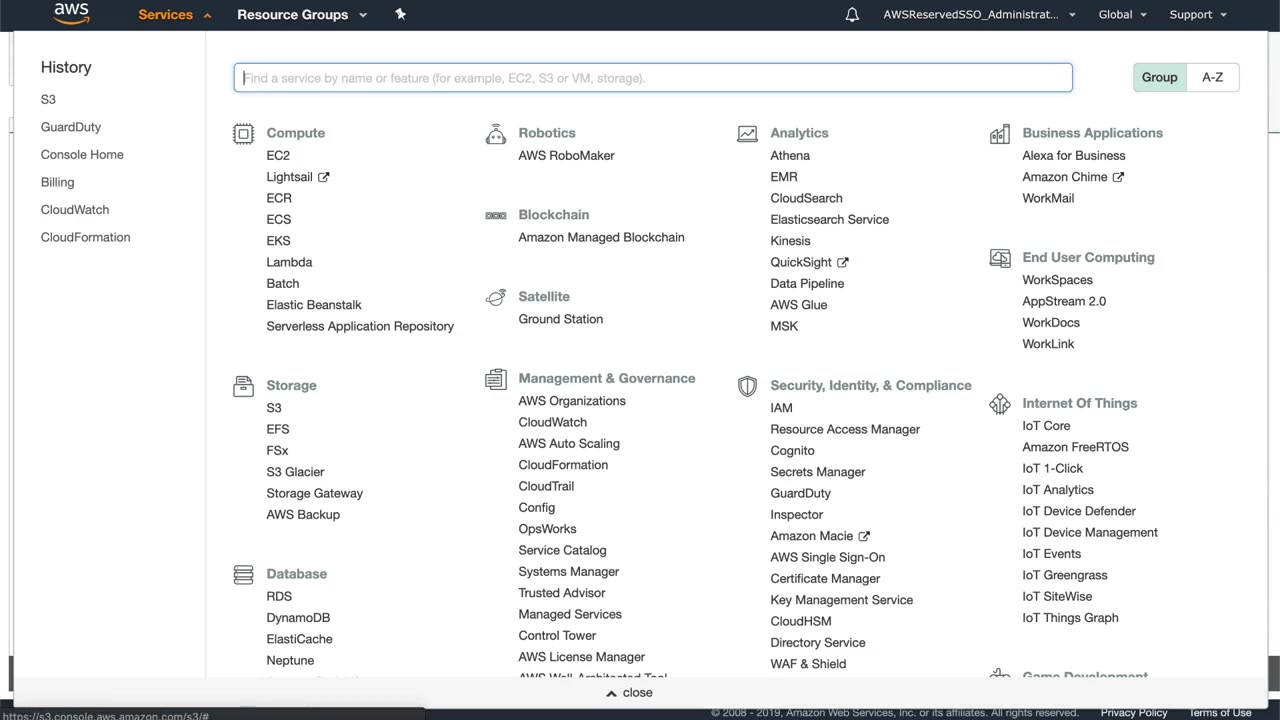 aws
Services
Resource Groups
AWSReservedSSO_Administrat...
Global
Support
History
S3
GuardDuty
Console Home
Billing
CloudWatch
CloudFormation
Find a service by name or feature (for example, EC2, S3 or VM, storage).
Group
A-Z
Compute
EC2
Lightsail
ECR
ECS
EKS
Lambda
Batch
Elastic Beanstalk
Serverless Application Repository
Storage
S3
EFS
FSx
S3 Glacier
Storage Gateway
AWS Backup
Database
RDS
DynamoDB
ElastiCache
Neptune
Robotics
AWS RoboMaker
Blockchain
Amazon Managed Blockchain
Satellite
Ground Station
Management & Governance
AWS Organizations
CloudWatch
AWS Auto Scaling
CloudFormation
CloudTrail
Config
OpsWorks
Service Catalog
Systems Manager
Trusted Advisor
Managed Services
Control Tower
AWS License Manager
AWS Well-Architected Tool
Analytics
Athena
EMR
CloudSearch
Elasticsearch Service
Kinesis
QuickSight
Data Pipeline
AWS Glue
MSK
Security, Identity, & Compliance
IAM
Resource Access Manager
Cognito
Secrets Manager
GuardDuty
Inspector
Amazon Macie
AWS Single Sign-On
Certificate Manager
Key Management Service
CloudHSM
Directory Service
WAF & Shield
Business Applications
Alexa for Business
Amazon Chime
WorkMail
End User Computing
WorkSpaces
AppStream 2.0
WorkDocs
WorkLink
Internet Of Things
IoT Core
Amazon FreeRTOS
IoT 1-Click
IoT Analytics
IoT Device Defender
IoT Device Management
IoT Events
IoT Greengrass
IoT SiteWise
IoT Things Graph
Game Development
close
https://s3.console.aws.amazon.com/s3/#
© 2008 - 2019, Amazon Web Services, Inc. or its affiliates. All rights reserved.
Privacy Policy
Terms of Use